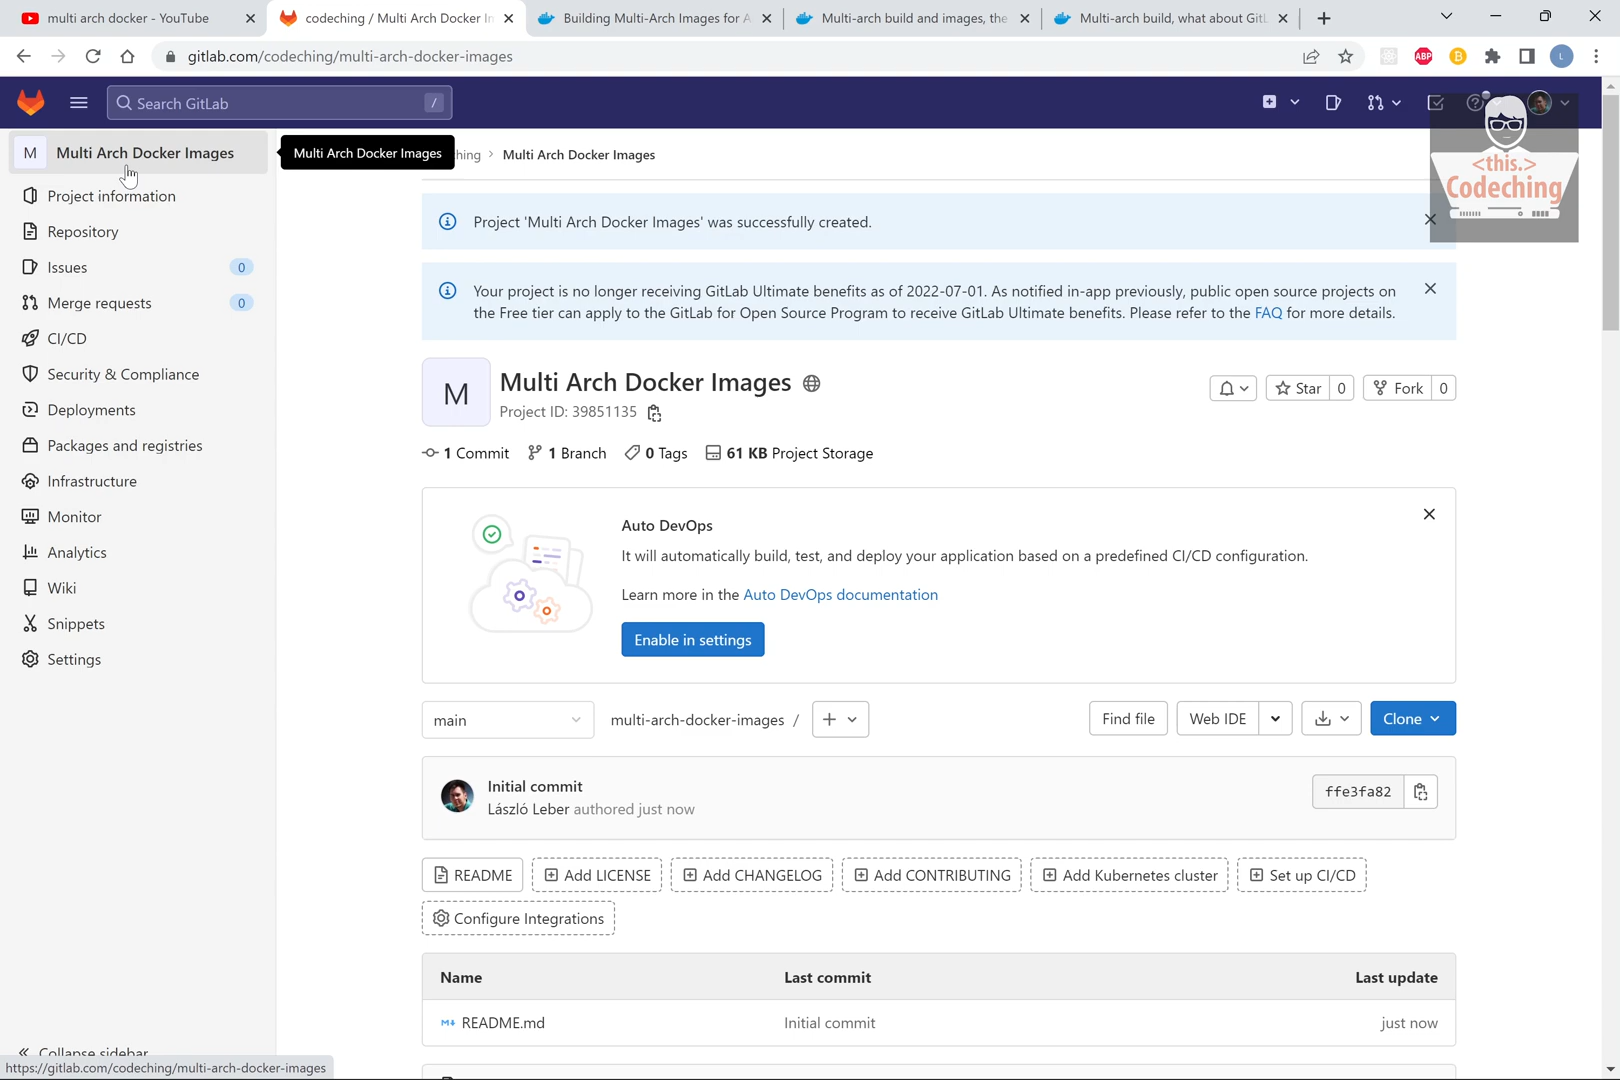 multi arch docker - YouTube
codeching / Multi Arch Docker In
Building Multi-Arch Images for A
Multi-arch build and images, the
Multi-arch build, what about GitL
gitlab.com/codeching/multi-arch-docker-images
ABP
L
Search GitLab
/
M Multi Arch Docker Images
Multi Arch Docker Images
ching > Multi Arch Docker Images
<this.>
Codeching
Project information
Repository
Issues 0
Merge requests 0
CI/CD
Security & Compliance
Deployments
Packages and registries
Infrastructure
Monitor
Analytics
Wiki
Snippets
Settings
Collapse sidebar
https://gitlab.com/codeching/multi-arch-docker-images
Project 'Multi Arch Docker Images' was successfully created.
Your project is no longer receiving GitLab Ultimate benefits as of 2022-07-01. As notified in-app previously, public open source projects on
the Free tier can apply to the GitLab for Open Source Program to receive GitLab Ultimate benefits. Please refer to the FAQ for more details.
M
Multi Arch Docker Images
Project ID: 39851135
Star 0
Fork 0
1 Commit 1 Branch 0 Tags 61 KB Project Storage
Auto DevOps
It will automatically build, test, and deploy your application based on a predefined CI/CD configuration.
Learn more in the Auto DevOps documentation
Enable in settings
main
multi-arch-docker-images /
Find file
Web IDE
Clone
Initial commit
László Leber authored just now
ffe3fa82
README
Add LICENSE
Add CHANGELOG
Add CONTRIBUTING
Add Kubernetes cluster
Set up CI/CD
Configure Integrations
Name Last commit Last update
README.md Initial commit just now